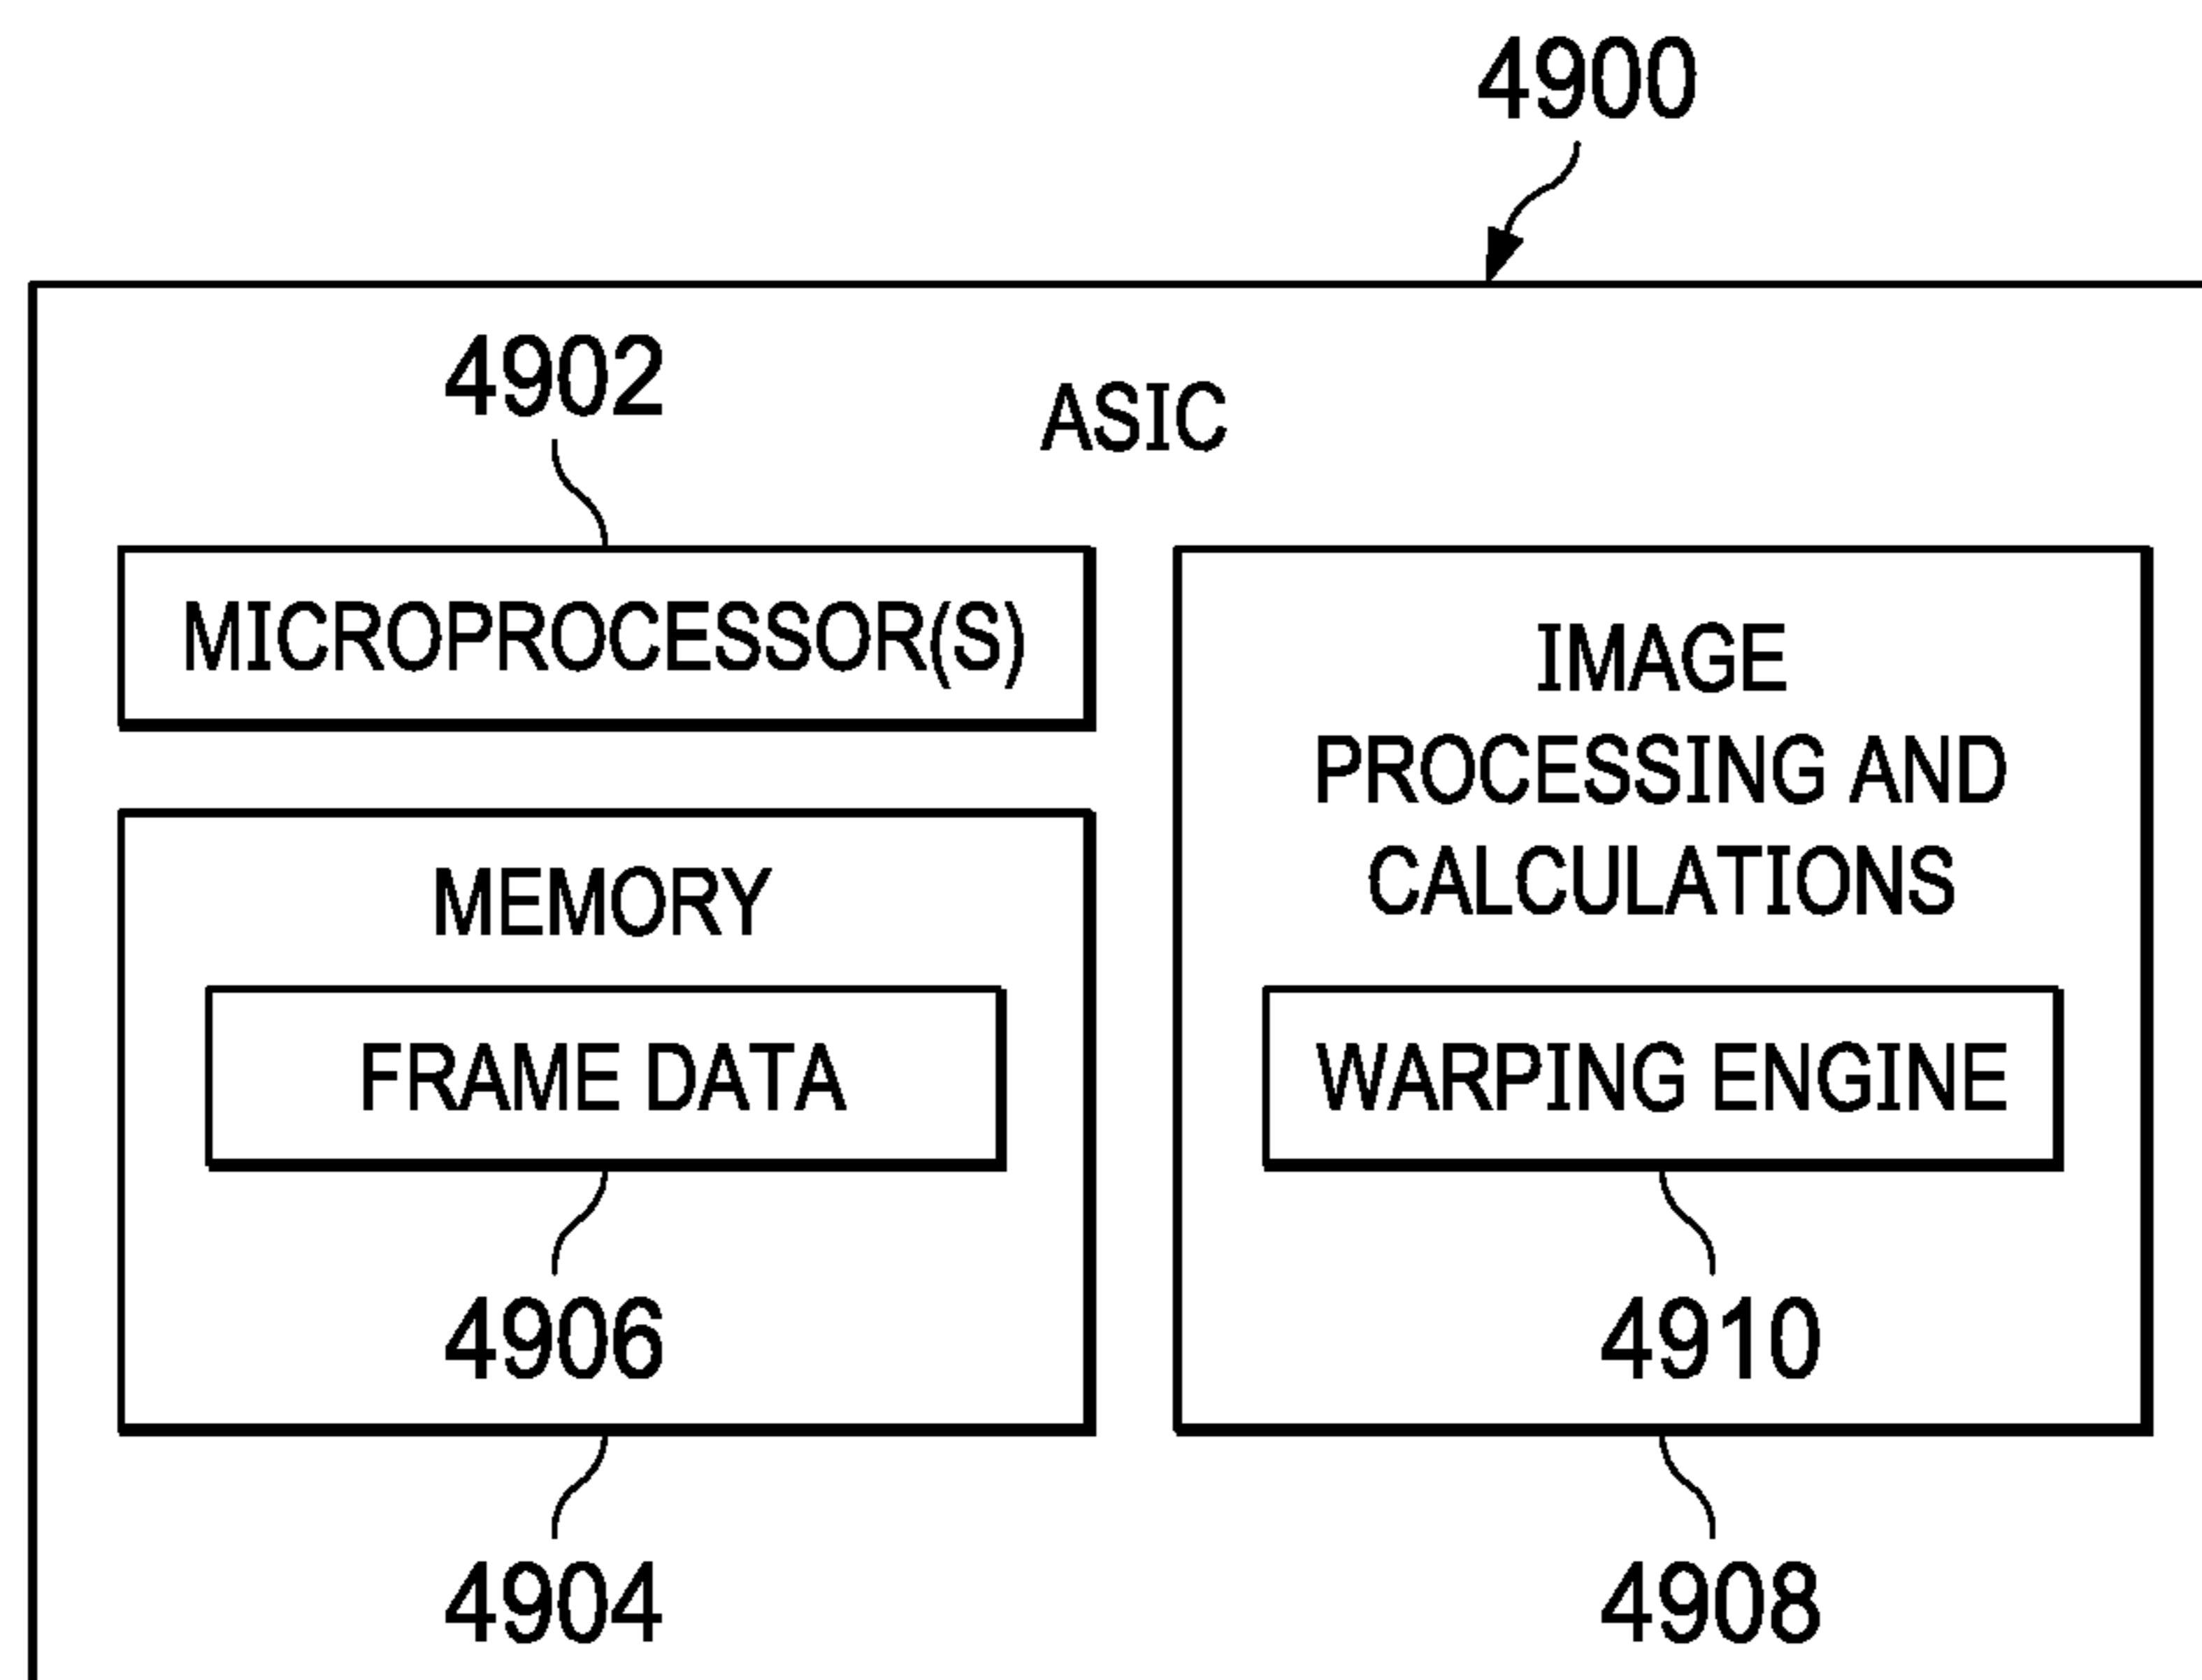 4900
ASIC
4902
MICROPROCESSOR(S)
MEMORY
FRAME DATA
4906
4904
IMAGE
PROCESSING AND
CALCULATIONS
WARPING ENGINE
4910
4908